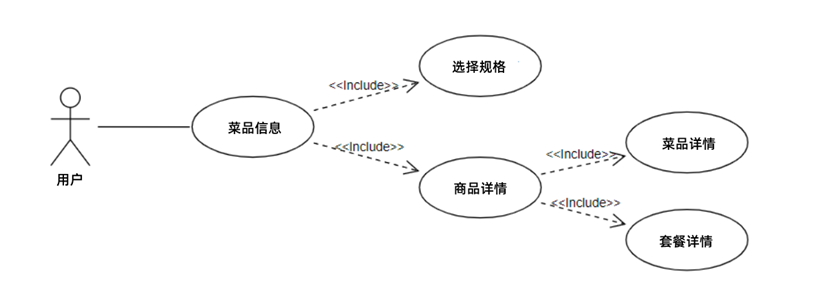 <<Include>>
选择规格
用户
菜品信息
<<Include>>
商品详情
<<Include>>
菜品详情
<<Include>>
套餐详情